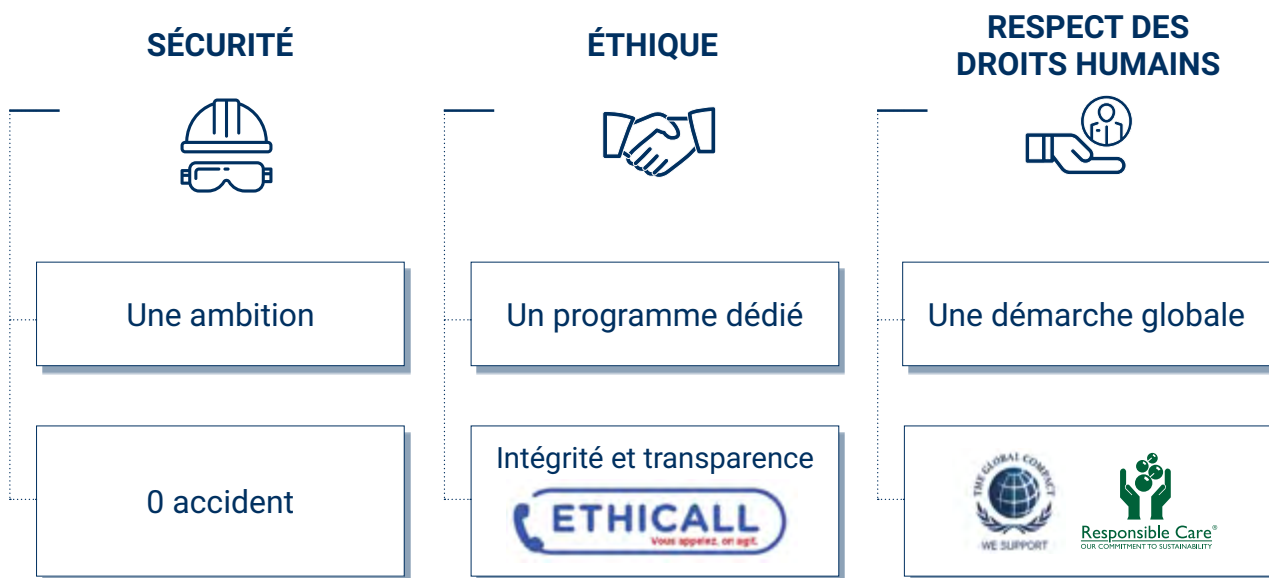 SÉCURITÉ
Une ambition
0 accident
ÉTHIQUE
Un programme dédié
Intégrité et transparence
ETHICALL
Vous appelez, on agit.
RESPECT DES
DROITS HUMAINS
Une démarche globale
THE GLOBAL COMPACT
WE SUPPORT
Responsible Care®
OUR COMMITMENT TO SUSTAINABILITY